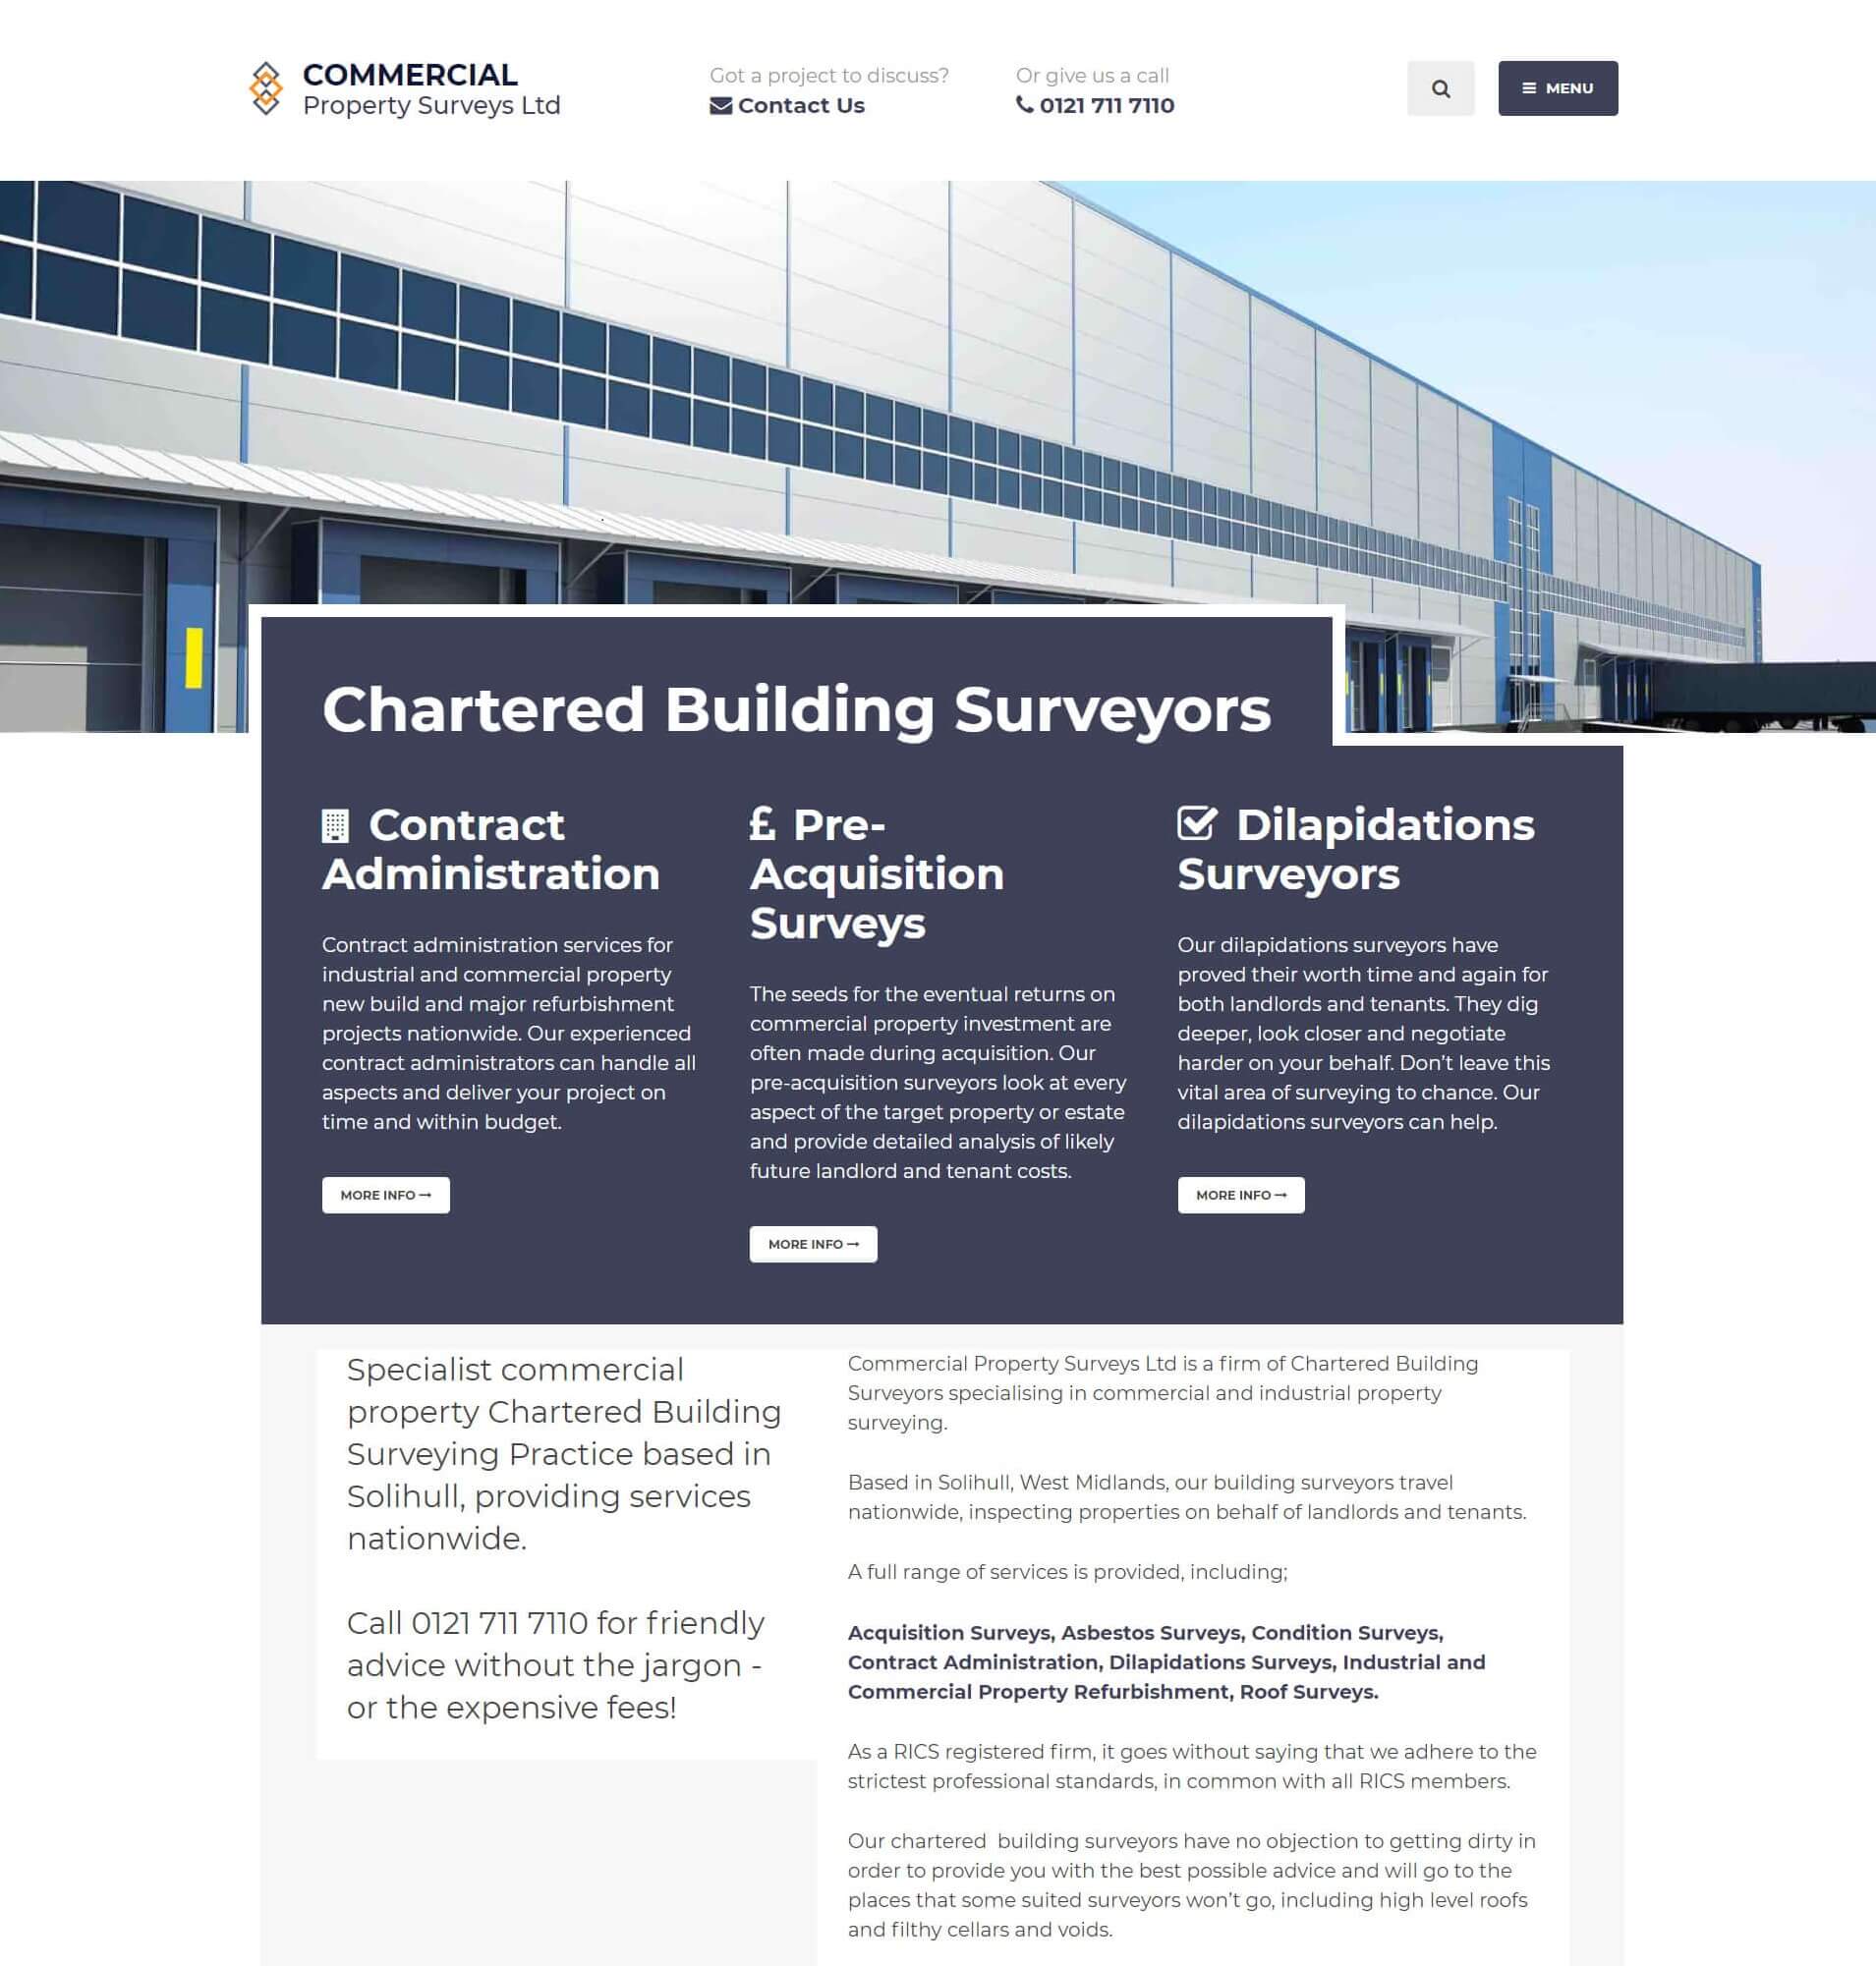 COMMERCIAL
Property Surveys Ltd
Got a project to discuss?
Contact Us
Or give us a call
0121 711 7110
MENU
Chartered Building Surveyors
Contract
Administration
Contract administration services for
industrial and commercial property
new build and major refurbishment
projects nationwide. Our experienced
contract administrators can handle all
aspects and deliver your project on
time and within budget.
MORE INFO
£ Pre-
Acquisition
Surveys
The seeds for the eventual returns on
commercial property investment are
often made during acquisition. Our
pre-acquisition surveyors look at every
aspect of the target property or estate
and provide detailed analysis of likely
future landlord and tenant costs.
MORE INFO
Dilapidations
Surveyors
Our dilapidations surveyors have
proved their worth time and again for
both landlords and tenants. They dig
deeper, look closer and negotiate
harder on your behalf. Don’t leave this
vital area of surveying to chance. Our
dilapidations surveyors can help.
MORE INFO
Specialist commercial
property Chartered Building
Surveying Practice based in
Solihull, providing services
nationwide.
Call 0121 711 7110 for friendly
advice without the jargon -
or the expensive fees!
Commercial Property Surveys Ltd is a firm of Chartered Building
Surveyors specialising in commercial and industrial property
surveying.
Based in Solihull, West Midlands, our building surveyors travel
nationwide, inspecting properties on behalf of landlords and tenants.
A full range of services is provided, including;
Acquisition Surveys, Asbestos Surveys, Condition Surveys,
Contract Administration, Dilapidations Surveys, Industrial and
Commercial Property Refurbishment, Roof Surveys.
As a RICS registered firm, it goes without saying that we adhere to the
strictest professional standards, in common with all RICS members.
Our chartered  building surveyors have no objection to getting dirty in
order to provide you with the best possible advice and will go to the
places that some suited surveyors won’t go, including high level roofs
and filthy cellars and voids.